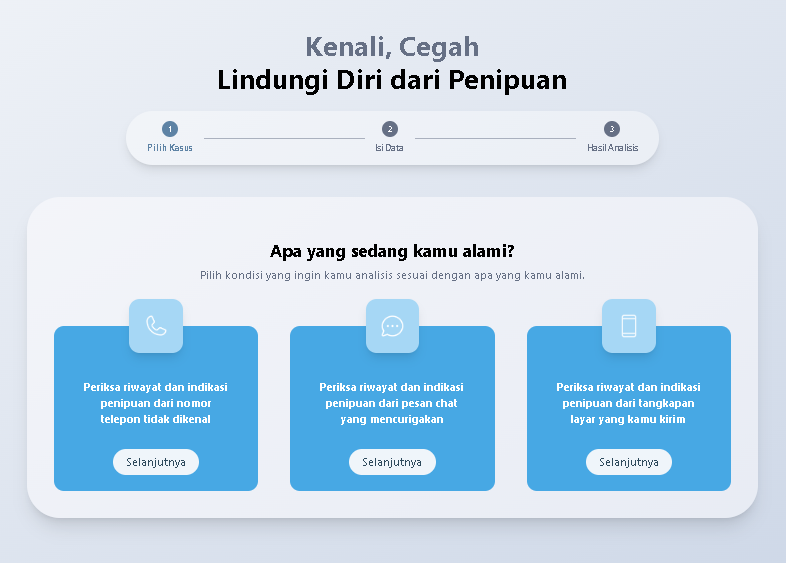 Kenali, Cegah
Lindungi Diri dari Penipuan
1
Pilih Kasus
2
Isi Data
3
Hasil Analisis
Apa yang sedang kamu alami?
Pilih kondisi yang ingin kamu analisis sesuai dengan apa yang kamu alami.
Periksa riwayat dan indikasi
penipuan dari nomor
telepon tidak dikenal
Selanjutnya
Periksa riwayat dan indikasi
penipuan dari pesan chat
yang mencurigakan
Selanjutnya
Periksa riwayat dan indikasi
penipuan dari tangkapan
layar yang kamu kirim
Selanjutnya